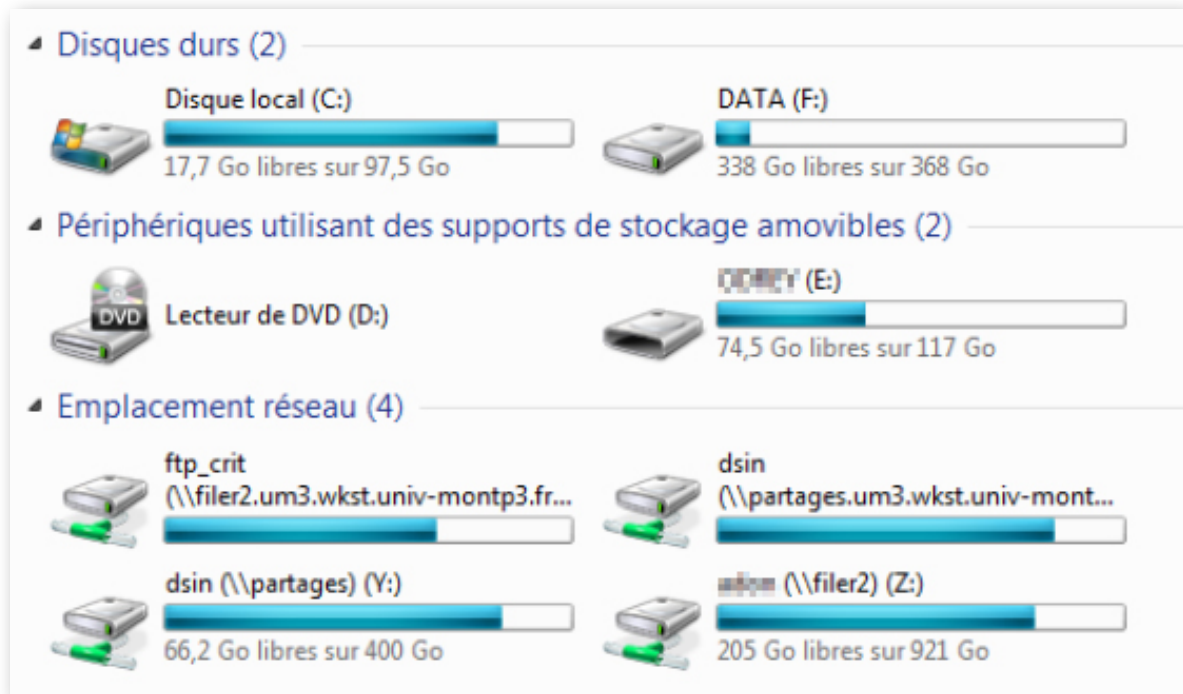 Disques durs (2)
Disque local (C:)
17,7 Go libres sur 97,5 Go
DATA (F:)
338 Go libres sur 368 Go
Périphériques utilisant des supports de stockage amovibles (2)
DVD
Lecteur de DVD (D:)
(E:)
74,5 Go libres sur 117 Go
Emplacement réseau (4)
ftp_crit
(\\filer2.um3.wkst.univ-montp3.fr...
dsin
(\\partages.um3.wkst.univ-mont...
dsin (\\partages) (Y:)
66,2 Go libres sur 400 Go
(\\filer2) (Z:)
205 Go libres sur 921 Go